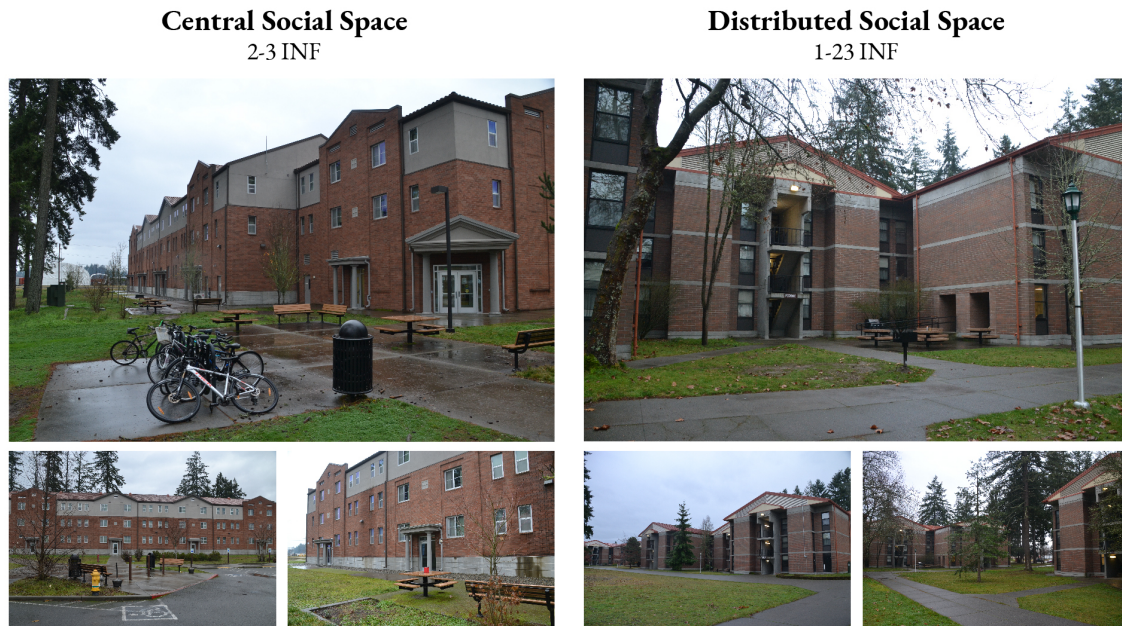 Central Social Space
2-3 INF
Distributed Social Space
1-23 INF